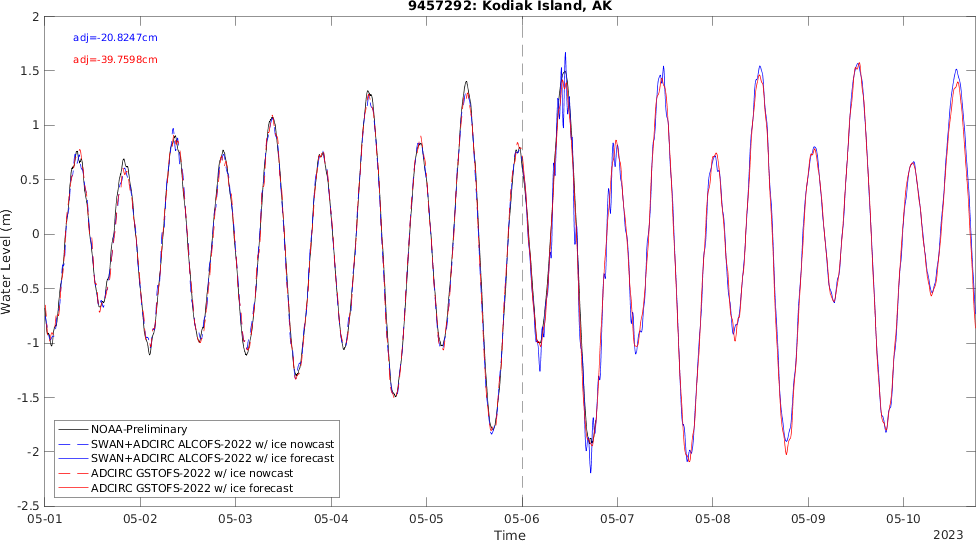 9457292: Kodiak Island, AK
adj=-20.8247cm
adj=-39.7598cm
2
1.5
1
0.5
0
-0.5
-1
-1.5
-2
-2.5
Water Level (m)
NOAA-Preliminary
SWAN+ADCIRC ALCOFS-2022 w/ ice nowcast
SWAN+ADCIRC ALCOFS-2022 w/ ice forecast
ADCIRC GSTOFS-2022 w/ ice nowcast
ADCIRC GSTOFS-2022 w/ ice forecast
05-01 05-02 05-03 05-04 05-05 05-06 05-07 05-08 05-09 05-10
Time
2023